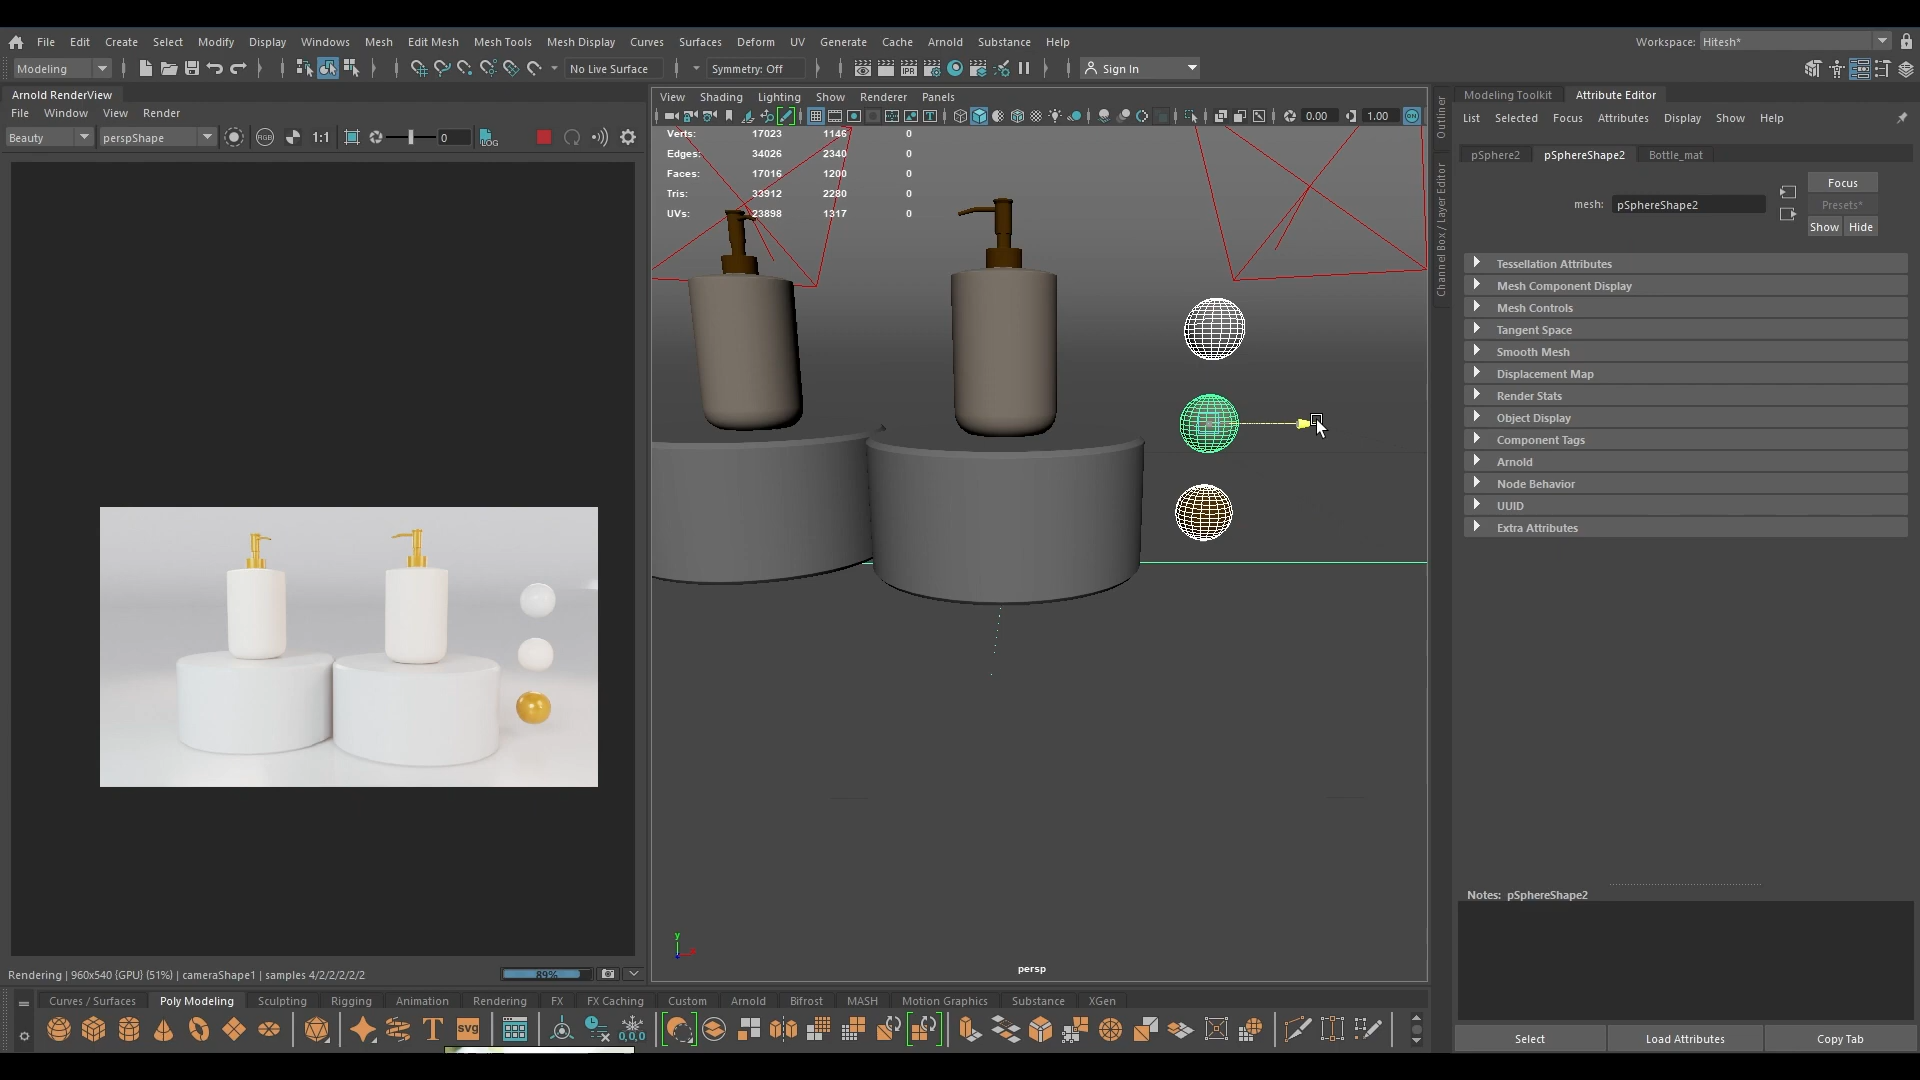 File Edit Create Select Modify Display Windows Mesh Edit Mesh Mesh Tools Mesh Display Curves Surfaces Deform UV Generate Cache Arnold Substance Help
Workspace: Hitesh*
Modeling
No Live Surface
Symmetry: Off
Sign In
Arnold RenderView
File Window View Render
Beauty
perspShape
1:1
0
LOG
View Shading Lighting Show Renderer Panels
0.00
1.00
Verts: 17023 1146 0
Edges: 34026 2340 0
Faces: 17016 1200 0
Tris: 33912 2280 0
UVs: 23898 1317 0
y
persp
Rendering | 960x540 {GPU} (51%) | cameraShape1 | samples 4/2/2/2/2/2
89%
Outliner
Channel Box / Layer Editor
Modeling Toolkit Attribute Editor
List Selected Focus Attributes Display Show Help
pSphere2 pSphereShape2 Bottle_mat
mesh: pSphereShape2
Focus
Presets*
Show Hide
Tessellation Attributes
Mesh Component Display
Mesh Controls
Tangent Space
Smooth Mesh
Displacement Map
Render Stats
Object Display
Component Tags
Arnold
Node Behavior
UUID
Extra Attributes
Notes: pSphereShape2
Select Load Attributes Copy Tab
Curves / Surfaces Poly Modeling Sculpting Rigging Animation Rendering FX FX Caching Custom Arnold Bifrost MASH Motion Graphics Substance XGen
T
svg
0,0,0